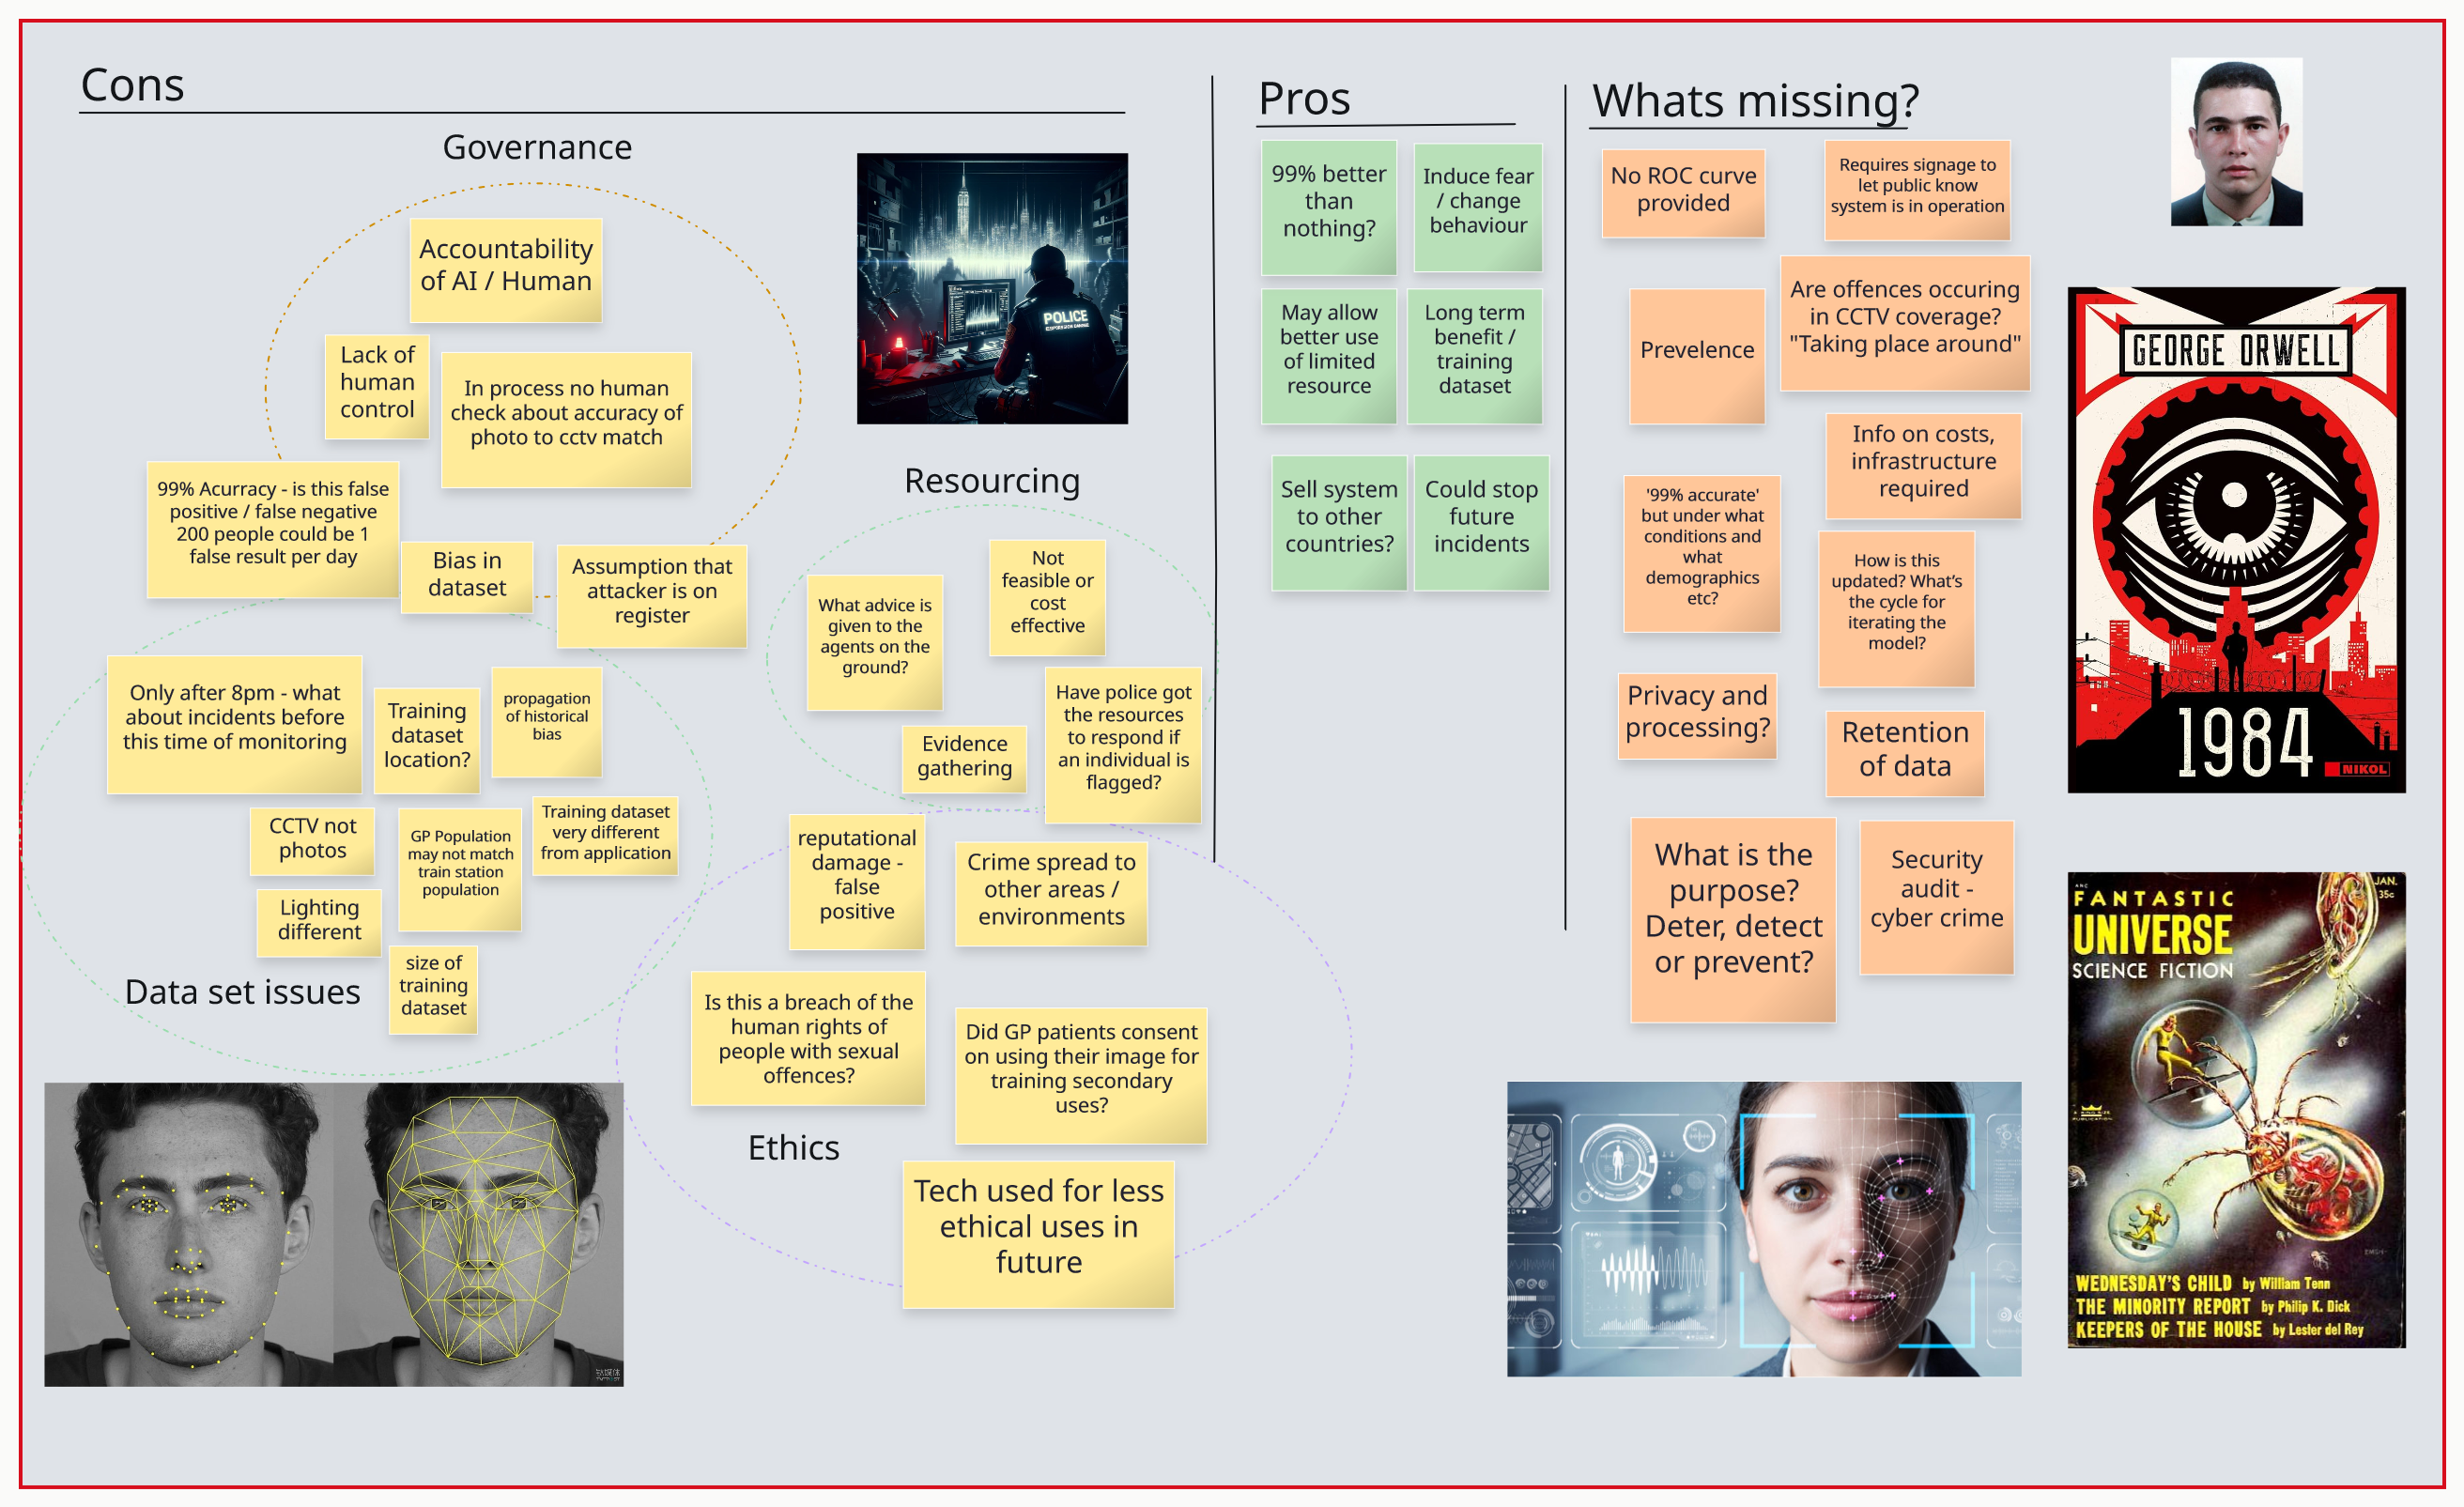 Cons
Governance
Accountability
of AI / Human
Lack of
human
control
In process no human
check about accuracy of
photo to cctv match
99% Acurracy - is this false
positive / false negative
200 people could be 1
false result per day
Bias in
dataset
Assumption that
attacker is on
register
Only after 8pm - what
about incidents before
this time of monitoring
Training
dataset
location?
propagation
of historical
bias
CCTV not
photos
GP Population
may not match
train station
population
Training dataset
very different
from application
Lighting
different
size of
training
dataset
Data set issues
POLICE
Resourcing
What advice is
given to the
agents on the
ground?
Not
feasible or
cost
effective
Have police got
the resources
to respond if
an individual is
flagged?
Evidence
gathering
reputational
damage -
false
positive
Crime spread to
other areas /
environments
Is this a breach of the
human rights of
people with sexual
offences?
Did GP patients consent
on using their image for
training secondary
uses?
Ethics
Tech used for less
ethical uses in
future
Pros
99% better
than
nothing?
Induce fear
/ change
behaviour
May allow
better use
of limited
resource
Long term
benefit /
training
dataset
Sell system
to other
countries?
Could stop
future
incidents
Whats missing?
No ROC curve
provided
Requires signage to
let public know
system is in operation
Prevelence
Are offences occuring
in CCTV coverage?
"Taking place around"
Info on costs,
infrastructure
required
'99% accurate'
but under what
conditions and
what
demographics
etc?
How is this
updated? What's
the cycle for
iterating the
model?
Privacy and
processing?
Retention
of data
What is the
purpose?
Deter, detect
or prevent?
Security
audit -
cyber crime
GEORGE ORWELL
1984
NIKOL
JAN.
35c
FANTASTIC
UNIVERSE
SCIENCE FICTION
WEDNESDAY'S CHILD by William Tenn
THE MINORITY REPORT by Philip K. Dick
KEEPERS OF THE HOUSE by Lester del Rey